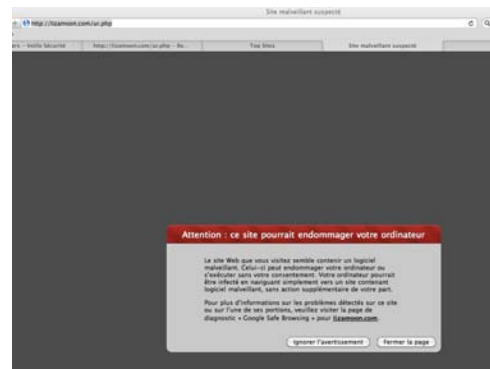 Site malveillant suspecté
http://lizamoon.com/ur.php
http://lizamoon.com/ur.php – Top Sites Site malveillant suspecté
Attention : ce site pourrait endommager votre ordinateur
Le site Web que vous visitez semble contenir un logiciel
malveillant. Celui-ci peut endommager votre ordinateur ou
s'exécuter sans votre consentement. Votre ordinateur pourrait
être infecté en naviguant simplement vers un site contenant
logiciel malveillant, sans action supplémentaire de votre part.
Pour plus d'informations sur les problèmes détectés sur ce site
ou sur l'une de ses portions, veuillez visiter la page de
diagnostic « Google Safe Browsing » pour lizamoon.com.
Ignorer l'avertissement Fermer la page